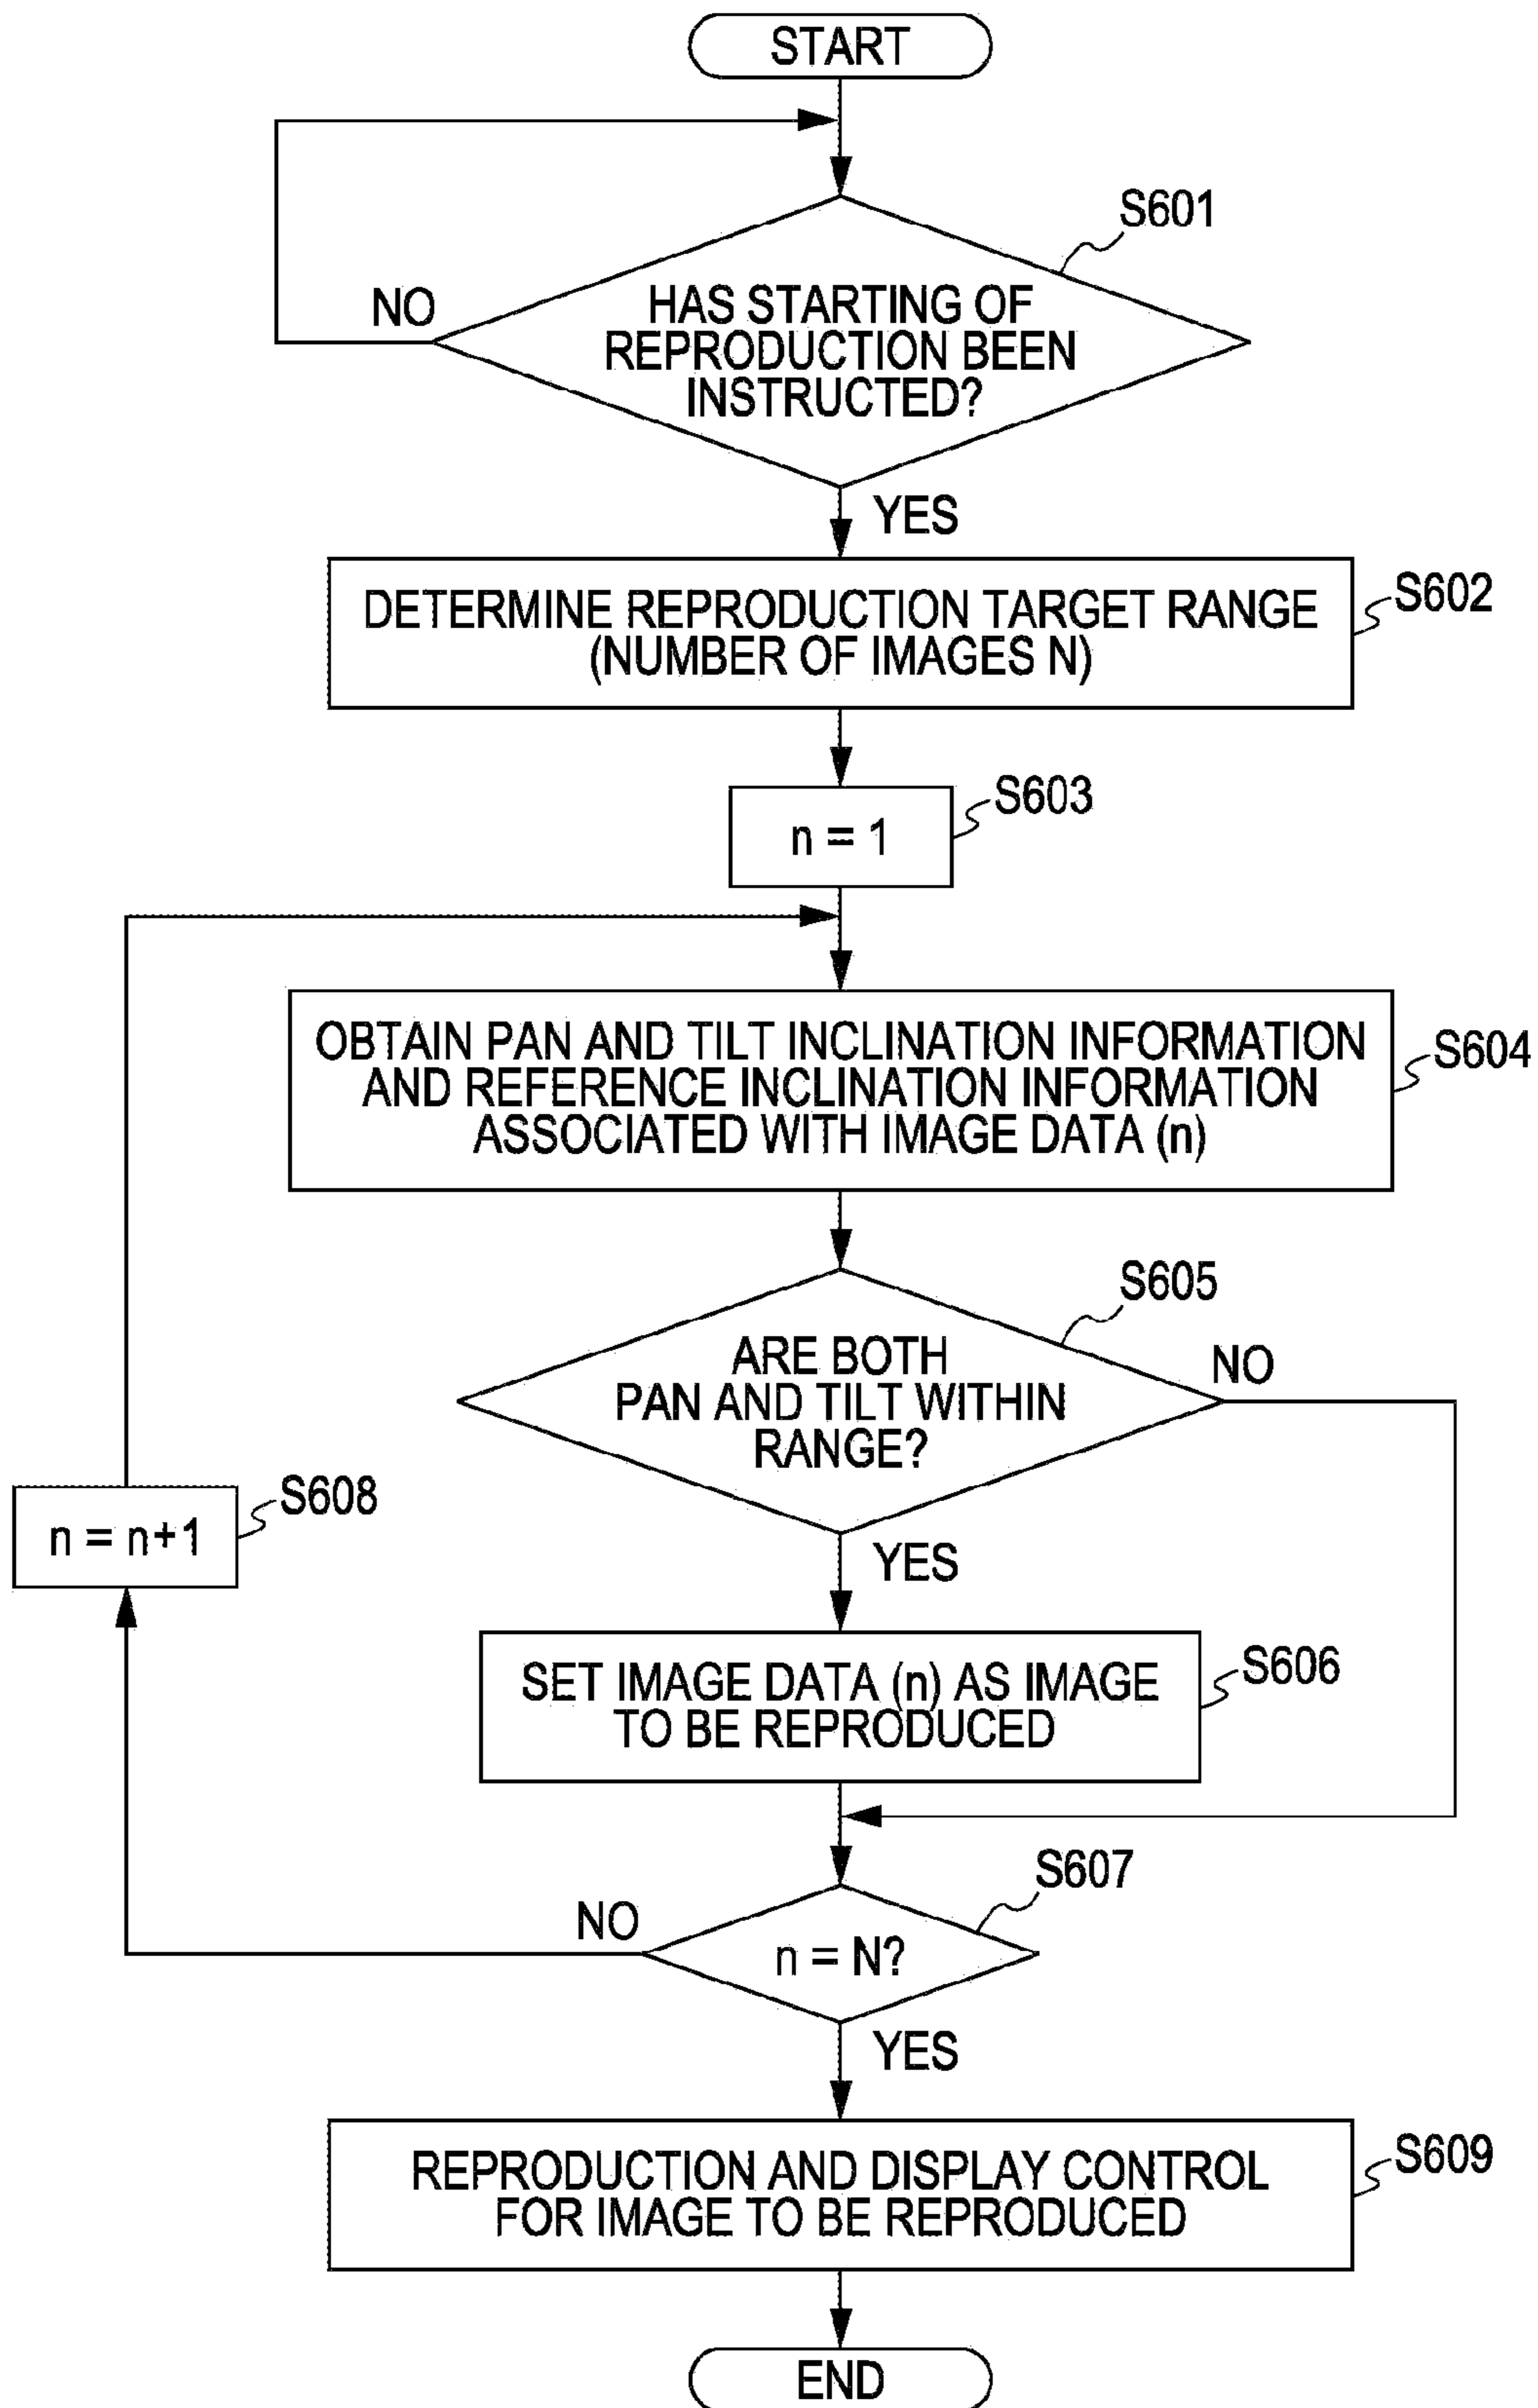 START
S601
NO
HAS STARTING OF
REPRODUCTION BEEN
INSTRUCTED?
YES
DETERMINE REPRODUCTION TARGET RANGE
(NUMBER OF IMAGES N)
S602
S603
n = 1
OBTAIN PAN AND TILT INCLINATION INFORMATION
AND REFERENCE INCLINATION INFORMATION
ASSOCIATED WITH IMAGE DATA (n)
S604
S605
ARE BOTH
PAN AND TILT WITHIN
RANGE?
NO
S608
n = n+1
YES
SET IMAGE DATA (n) AS IMAGE
TO BE REPRODUCED
S606
S607
NO
n = N?
YES
REPRODUCTION AND DISPLAY CONTROL
FOR IMAGE TO BE REPRODUCED
S609
END